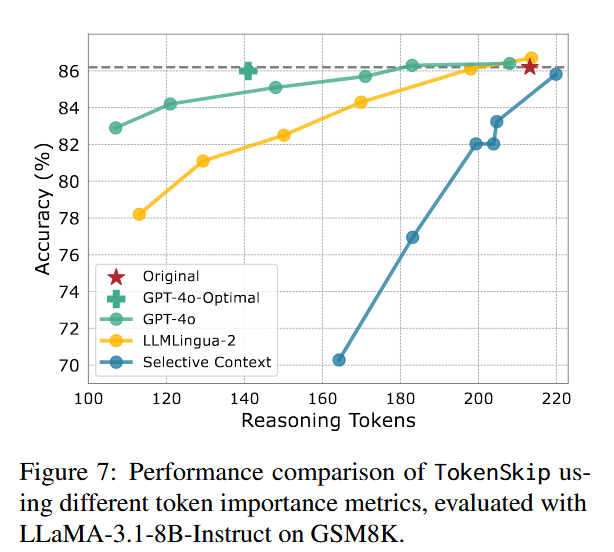 86
84
82
80
78
76
74
72
70
Accuracy (%)
Original
GPT-4o-Optimal
GPT-4o
LLMLingua-2
Selective Context
100 120 140 160 180 200 220
Reasoning Tokens
Figure 7: Performance comparison of TokenSkip us-
ing different token importance metrics, evaluated with
LLaMA-3.1-8B-Instruct on GSM8K.